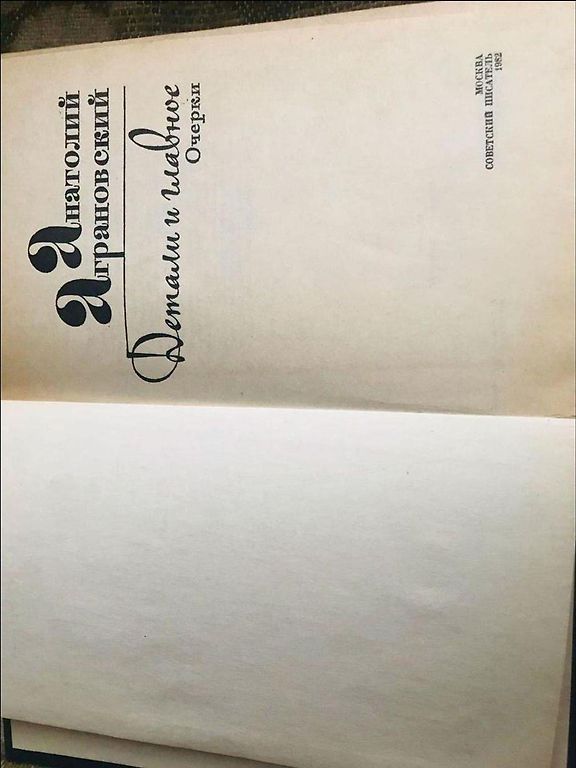 Анатолий
Аграновский
Детали и главное
Очерки
МОСКВА
СОВЕТСКИЙ ПИСАТЕЛЬ
1982